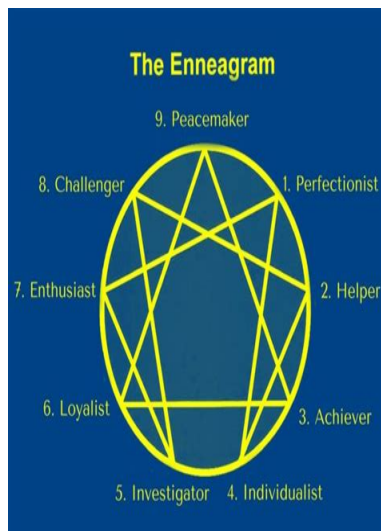 The Enneagram
9. Peacemaker
8. Challenger
1. Perfectionist
7. Enthusiast
2. Helper
6. Loyalist
3. Achiever
5. Investigator
4. Individualist